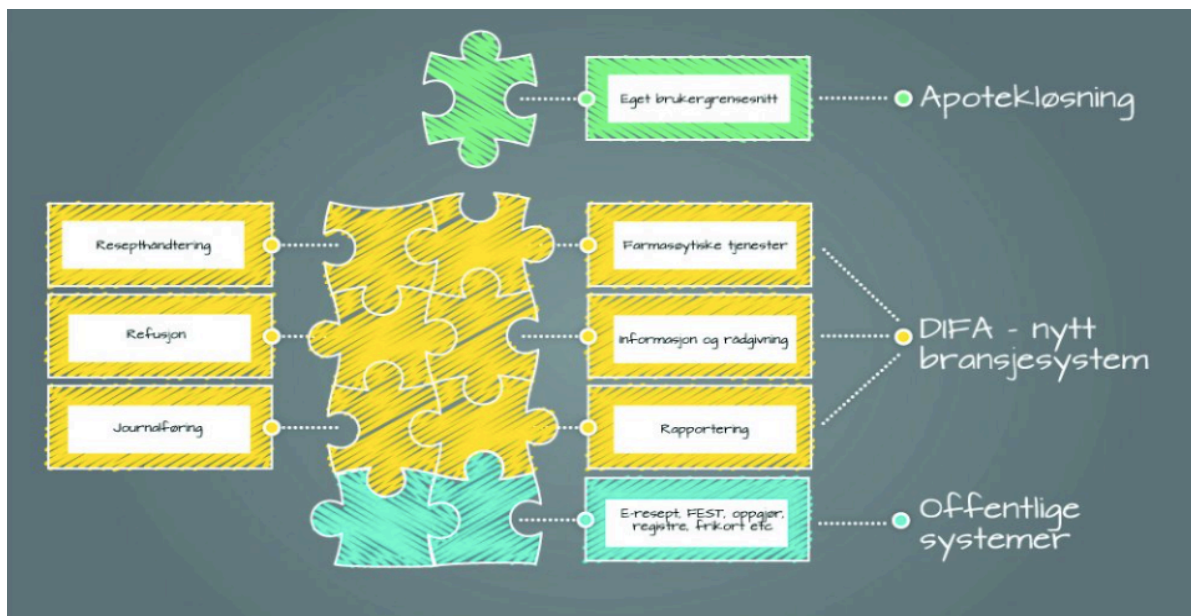 Eget brukergrensesnitt
Apotekløsning
Resepthåndtering
Farmasøytiske tjenester
Refusjon
Informasjon og rådgivning
DIFA - nytt
bransjesystem
Journalføring
Rapportering
E-resept, FEST, oppgjør,
registre, frikort etc
Offentlige
systemer